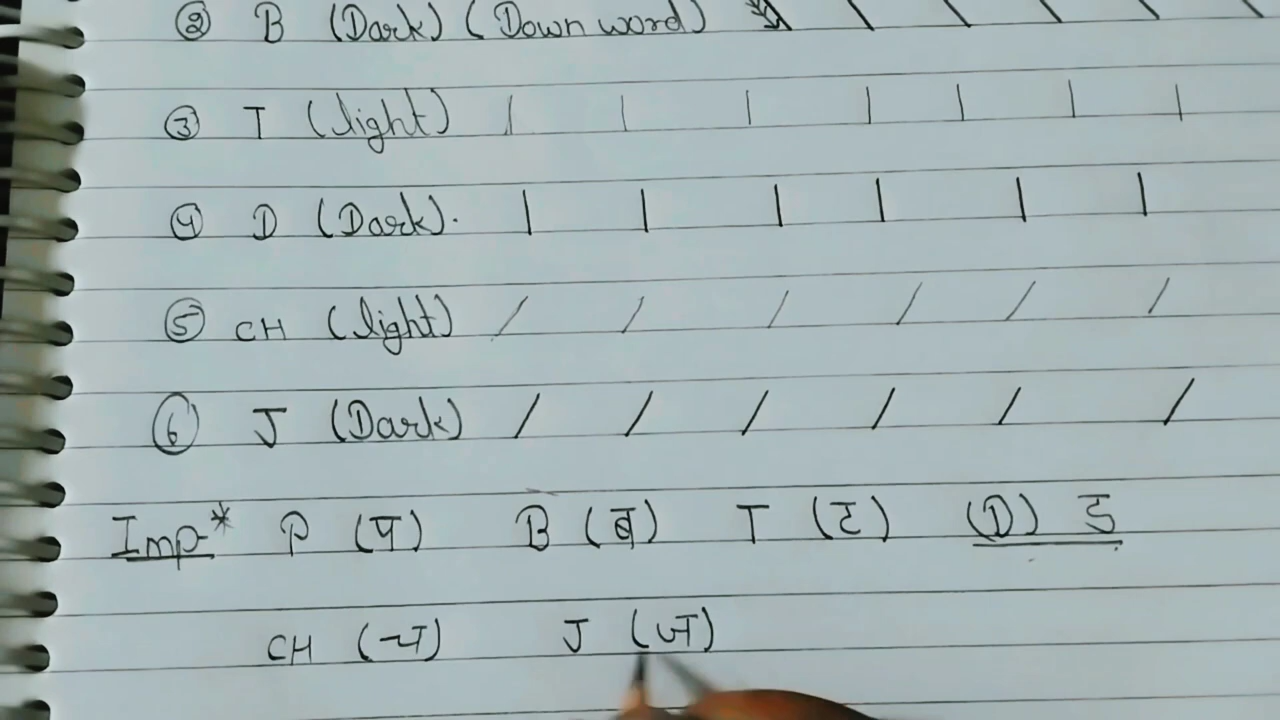 ② B (Dark) (Down word) \ \ \ \ \ \
③ T (light) | | | | | | |
④ D (Dark). | | | | | |
⑤ CH (light) / / / / / /
⑥ J (Dark) / / / / / /
Imp* P (प) B (ब) T (ट) (D) ड
CH (च) J (ज)